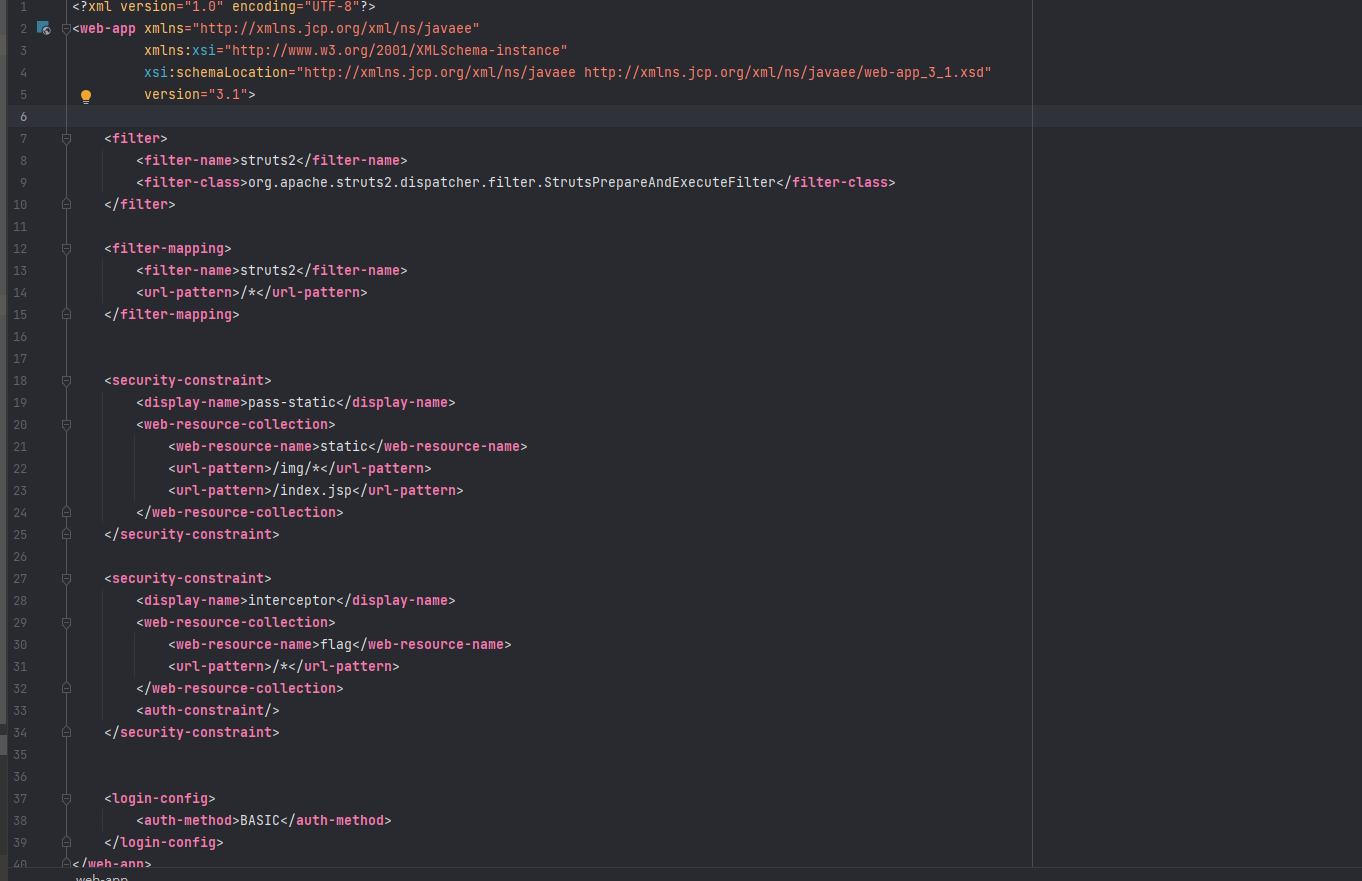 1 <?xml version="1.0" encoding="UTF-8"?>
2 <web-app xmlns="http://xmlns.jcp.org/xml/ns/javaee"
3 xmlns:xsi="http://www.w3.org/2001/XMLSchema-instance"
4 xsi:schemaLocation="http://xmlns.jcp.org/xml/ns/javaee http://xmlns.jcp.org/xml/ns/javaee/web-app_3_1.xsd"
5 version="3.1">
6
7 <filter>
8 <filter-name>struts2</filter-name>
9 <filter-class>org.apache.struts2.dispatcher.filter.StrutsPrepareAndExecuteFilter</filter-class>
10 </filter>
11
12 <filter-mapping>
13 <filter-name>struts2</filter-name>
14 <url-pattern>/*</url-pattern>
15 </filter-mapping>
16
17
18 <security-constraint>
19 <display-name>pass-static</display-name>
20 <web-resource-collection>
21 <web-resource-name>static</web-resource-name>
22 <url-pattern>/img/*</url-pattern>
23 <url-pattern>/index.jsp</url-pattern>
24 </web-resource-collection>
25 </security-constraint>
26
27 <security-constraint>
28 <display-name>interceptor</display-name>
29 <web-resource-collection>
30 <web-resource-name>flag</web-resource-name>
31 <url-pattern>/*</url-pattern>
32 </web-resource-collection>
33 <auth-constraint/>
34 </security-constraint>
35
36
37 <login-config>
38 <auth-method>BASIC</auth-method>
39 </login-config>
40 </web-app>
web-app